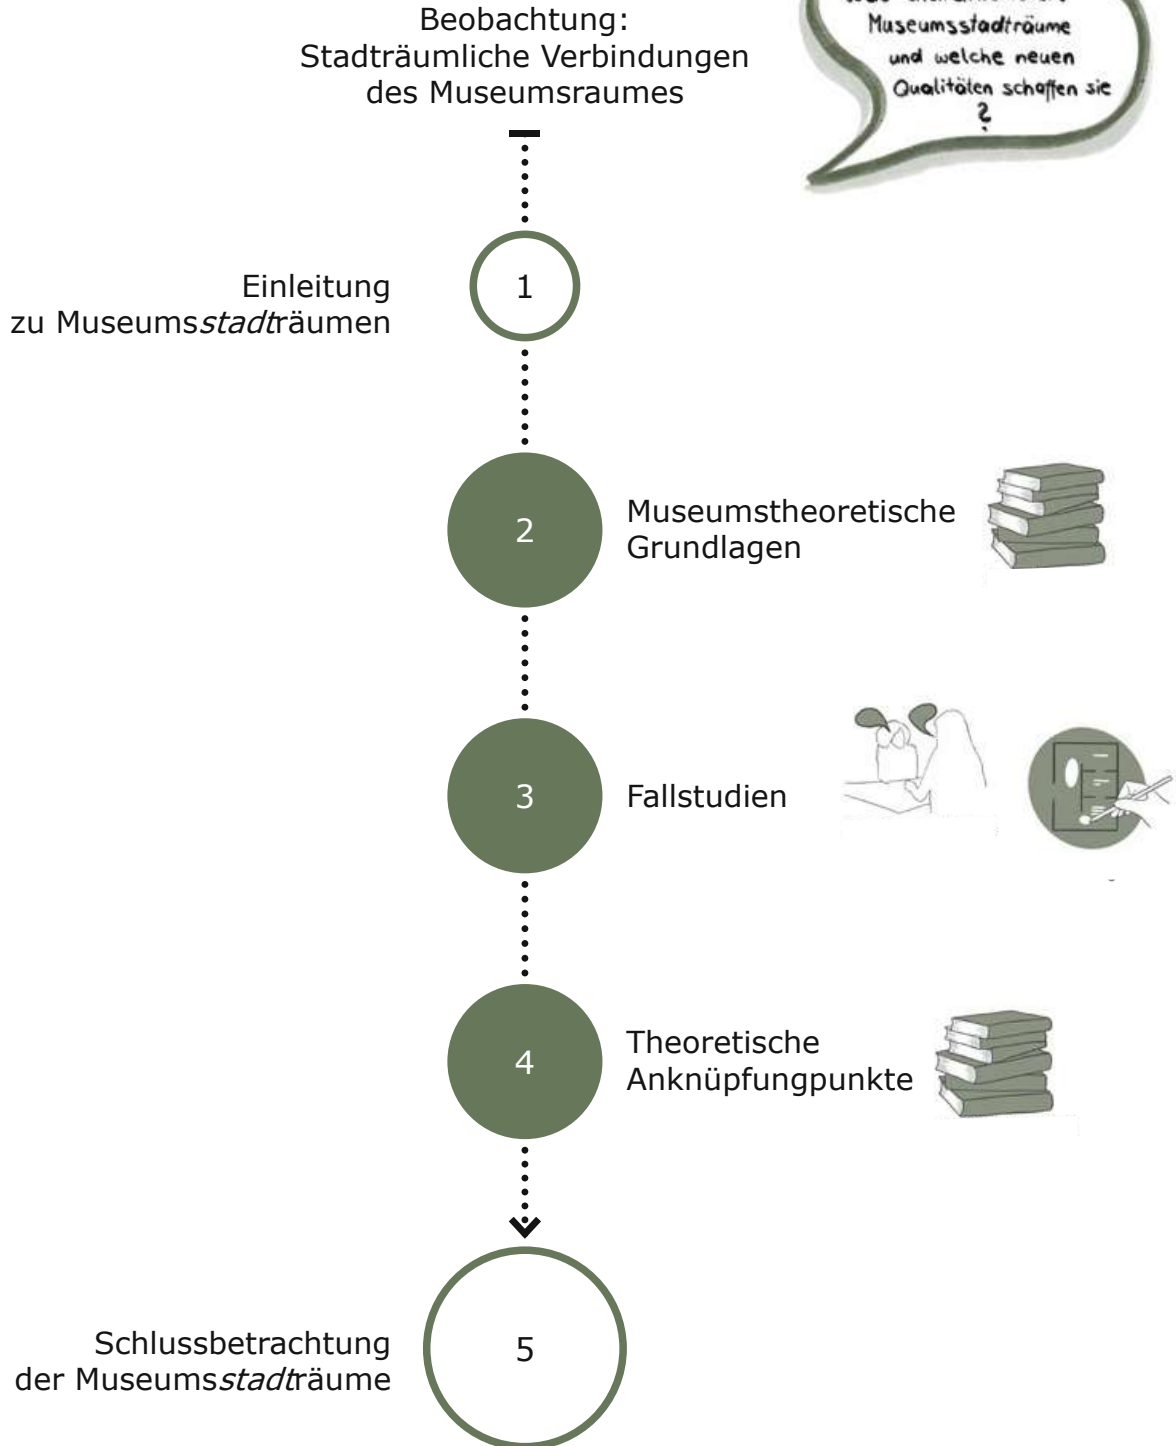 Beobachtung:
Stadträumliche Verbindungen
des Museumsraumes
Museumsstadträume
und welche neuen
Qualitäten schaffen sie
?
1
Einleitung
zu Museumsstadträumen
2
Museumstheoretische
Grundlagen
3
Fallstudien
4
Theoretische
Anknüpfungpunkte
5
Schlussbetrachtung
der Museumsstadträume